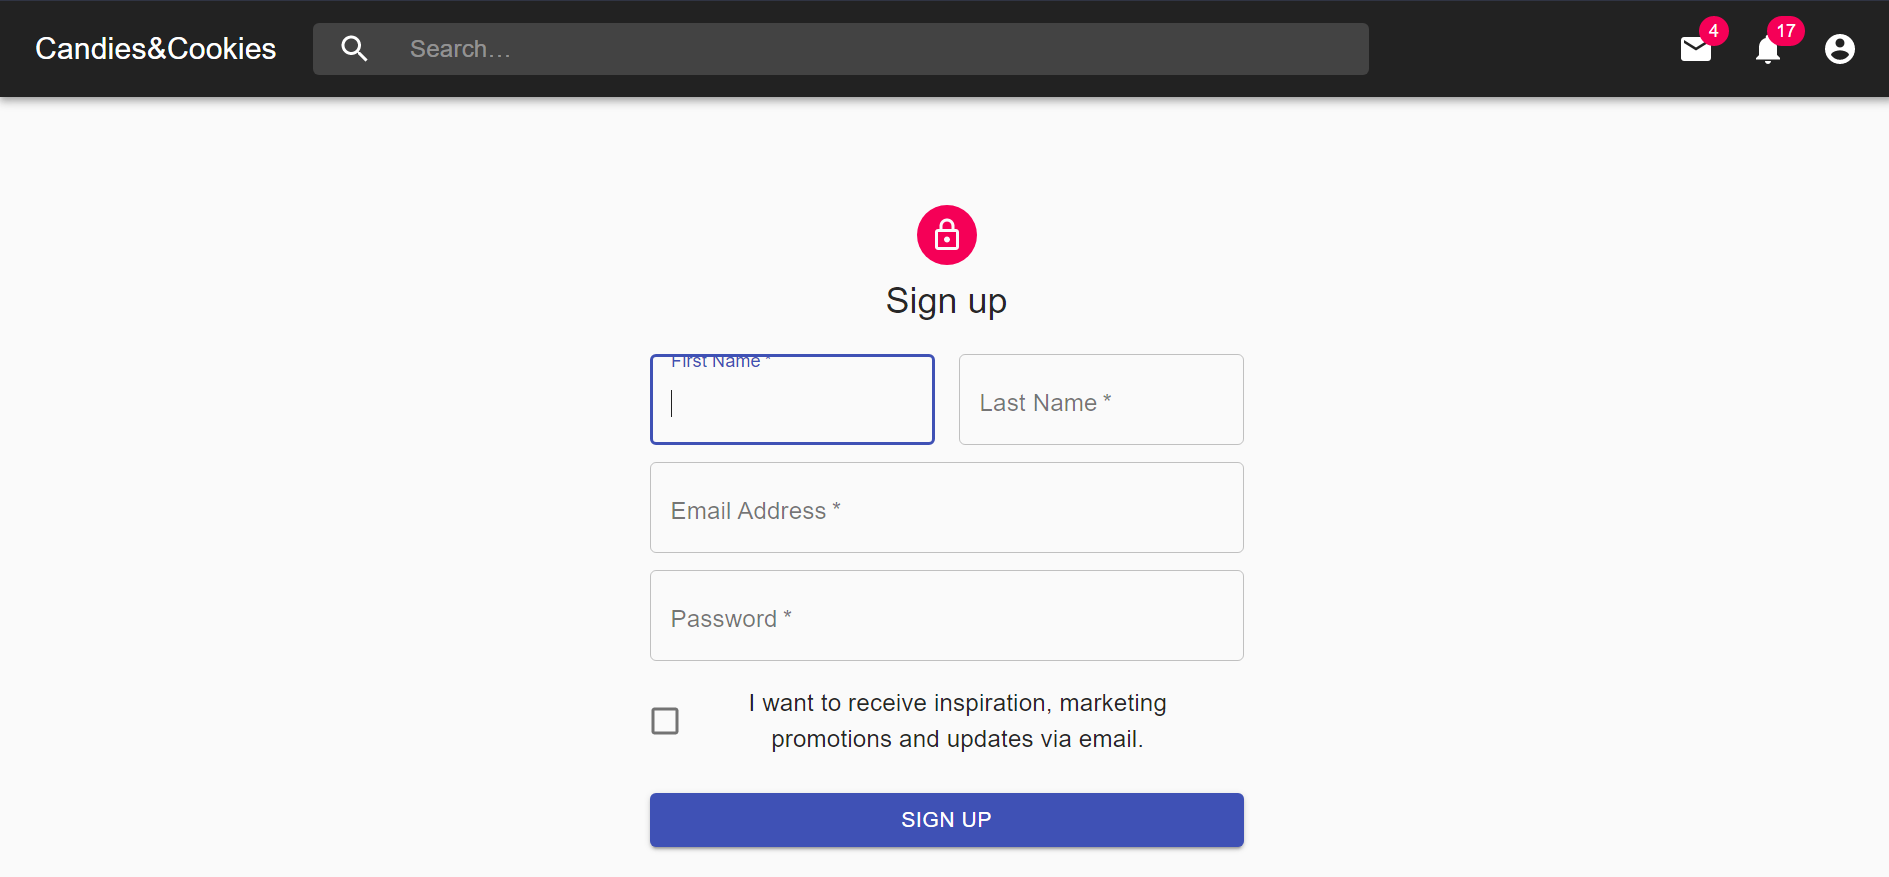 Candies&Cookies
Search…
4
17
Sign up
First Name *
Last Name *
Email Address *
Password *
I want to receive inspiration, marketing
promotions and updates via email.
SIGN UP